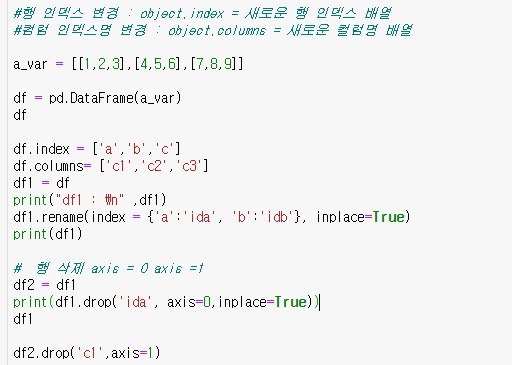 #행 인덱스 변경 : object.index = 새로운 행 인덱스 배열
#컬럼 인덱스명 변경 : object.columns = 새로운 컬럼명 배열
a_var = [[1,2,3],[4,5,6],[7,8,9]]
df = pd.DataFrame(a_var)
df
df.index = ['a','b','c']
df.columns= ['c1','c2','c3']
df1 = df
print("df1 : ₩n" ,df1)
df1.rename(index = {'a':'ida', 'b':'idb'}, inplace=True)
print(df1)
# 행 삭제 axis = 0 axis =1
df2 = df1
print(df1.drop('ida', axis=0,inplace=True))
df1
df2.drop('c1',axis=1)